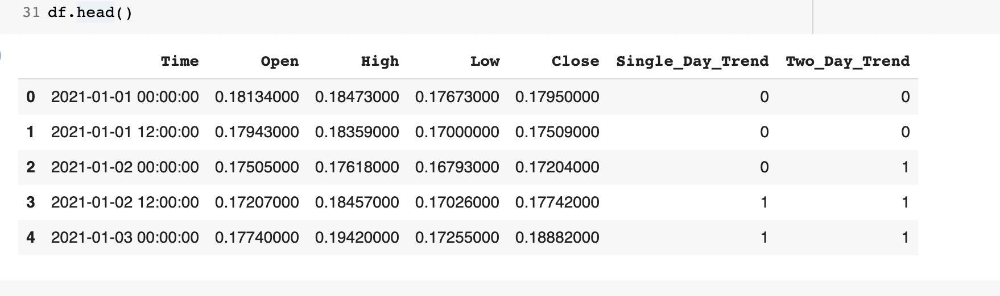 31 df.head()
Time Open High Low Close Single_Day_Trend Two_Day_Trend
0 2021-01-01 00:00:00 0.18134000 0.18473000 0.17673000 0.17950000 0 0
1 2021-01-01 12:00:00 0.17943000 0.18359000 0.17000000 0.17509000 0 0
2 2021-01-02 00:00:00 0.17505000 0.17618000 0.16793000 0.17204000 0 1
3 2021-01-02 12:00:00 0.17207000 0.18457000 0.17026000 0.17742000 1 1
4 2021-01-03 00:00:00 0.17740000 0.19420000 0.17255000 0.18882000 1 1